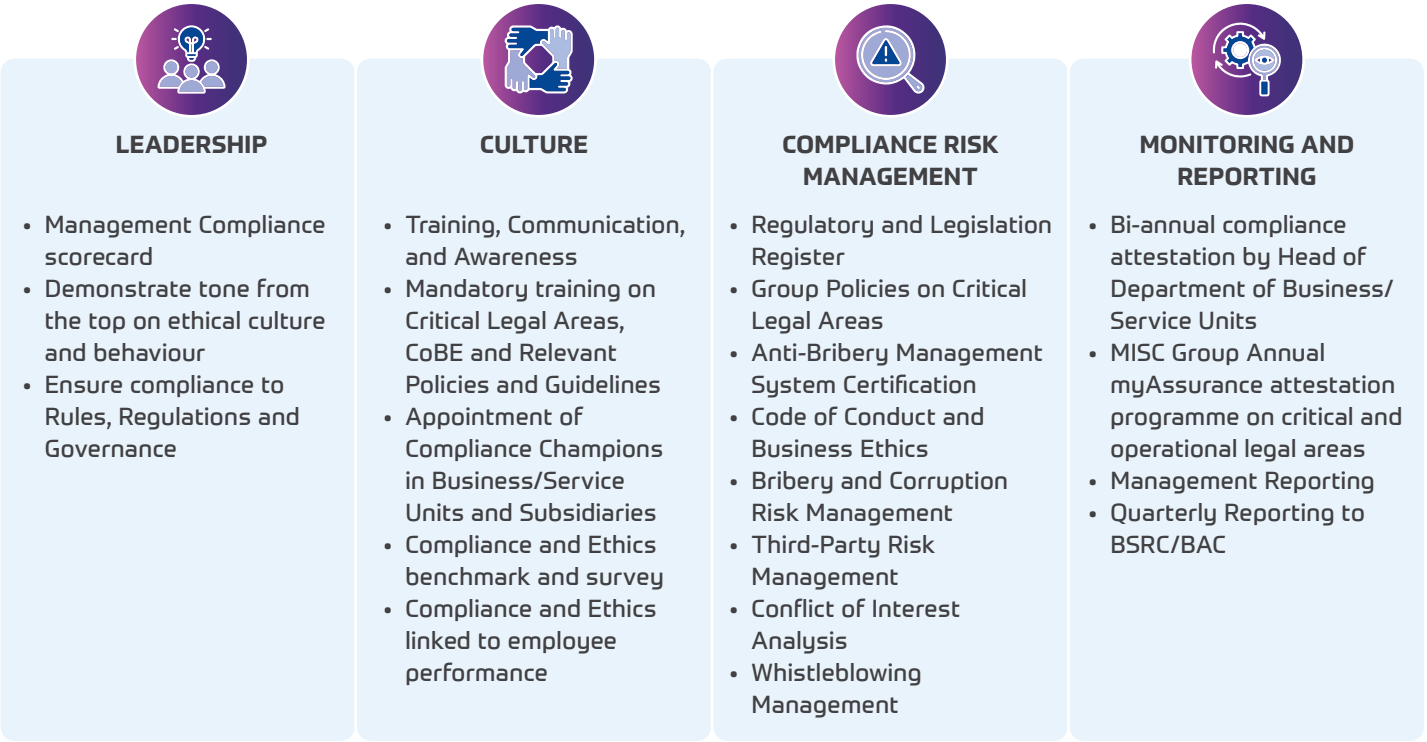 LEADERSHIP
• Management Compliance
scorecard
• Demonstrate tone from
the top on ethical culture
and behaviour
• Ensure compliance to
Rules, Regulations and
Governance
CULTURE
• Training, Communication,
and Awareness
• Mandatory training on
Critical Legal Areas,
CoBE and Relevant
Policies and Guidelines
• Appointment of
Compliance Champions
in Business/Service
Units and Subsidiaries
• Compliance and Ethics
benchmark and survey
• Compliance and Ethics
linked to employee
performance
COMPLIANCE RISK
MANAGEMENT
• Regulatory and Legislation
Register
• Group Policies on Critical
Legal Areas
• Anti-Bribery Management
System Certification
• Code of Conduct and
Business Ethics
• Bribery and Corruption
Risk Management
• Third-Party Risk
Management
• Conflict of Interest
Analysis
• Whistleblowing
Management
MONITORING AND
REPORTING
• Bi-annual compliance
attestation by Head of
Department of Business/
Service Units
• MISC Group Annual
myAssurance attestation
programme on critical and
operational legal areas
• Management Reporting
• Quarterly Reporting to
BSRC/BAC